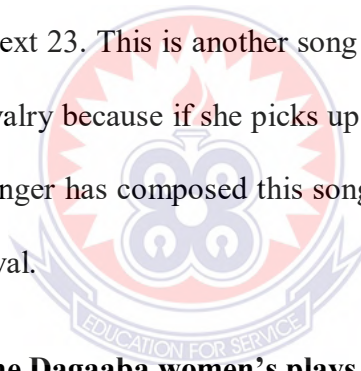 ext 23. This is another song
valry because if she picks up
nger has composed this song
val.
EDUCATION FOR SERVICE
ne Dagaaba women's plays